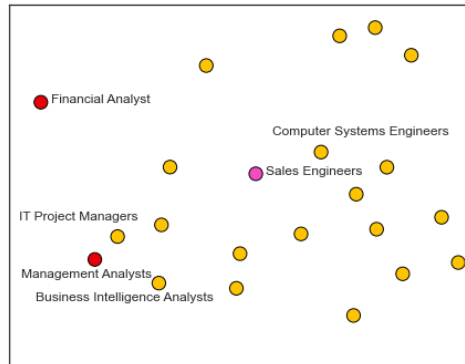 Financial Analyst
Computer Systems Engineers
Sales Engineers
IT Project Managers
Management Analysts
Business Intelligence Analysts